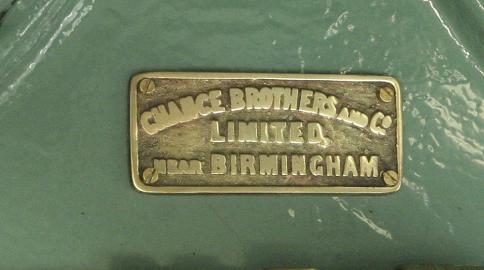 CHANCE BROTHERS AND Co
LIMITED,
NEAR BIRMINGHAM